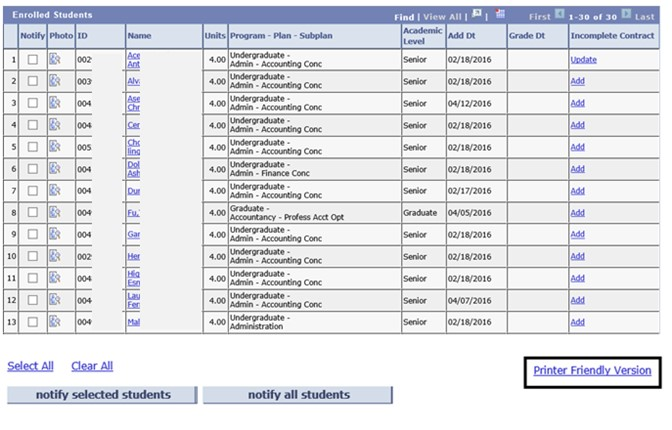 Enrolled Students Find | View All | | First 1-30 of 30 Last
Notify Photo ID Name Units Program - Plan - Subplan Academic Level Add Dt Grade Dt Incomplete Contract
1 002 Ace 4.00 Undergraduate - Senior 02/18/2016 Update
Ant Admin - Accounting Conc
2 003 Alv 4.00 Undergraduate - Senior 02/18/2016 Add
Admin - Accounting Conc
3 004 Ase 4.00 Undergraduate - Senior 04/12/2016 Add
Chr Admin - Accounting Conc
4 004 Cer 4.00 Undergraduate - Senior 02/18/2016 Add
Admin - Accounting Conc
5 005 Cho 4.00 Undergraduate - Senior 02/18/2016 Add
Admin - Accounting Conc
6 004 Dol 4.00 Undergraduate - Senior 02/18/2016 Add
Ash Admin - Finance Conc
7 004 Dur 4.00 Undergraduate - Senior 02/17/2016 Add
Admin - Accounting Conc
8 004 Fu, 4.00 Graduate - Graduate 04/05/2016 Add
Accountancy - Profess Acct Opt
9 004 Gar 4.00 Undergraduate - Senior 02/18/2016 Add
Admin - Accounting Conc
10 002 Her 4.00 Undergraduate - Senior 02/18/2016 Add
Admin - Accounting Conc
11 004 Hig 4.00 Undergraduate - Senior 02/18/2016 Add
Esn Admin - Accounting Conc
12 004 Lau 4.00 Undergraduate - Senior 04/07/2016 Add
Fer Admin - Accounting Conc
13 004 Mal 4.00 Undergraduate - Senior 02/18/2016 Add
Administration
Select All Clear All Printer Friendly Version
notify selected students notify all students